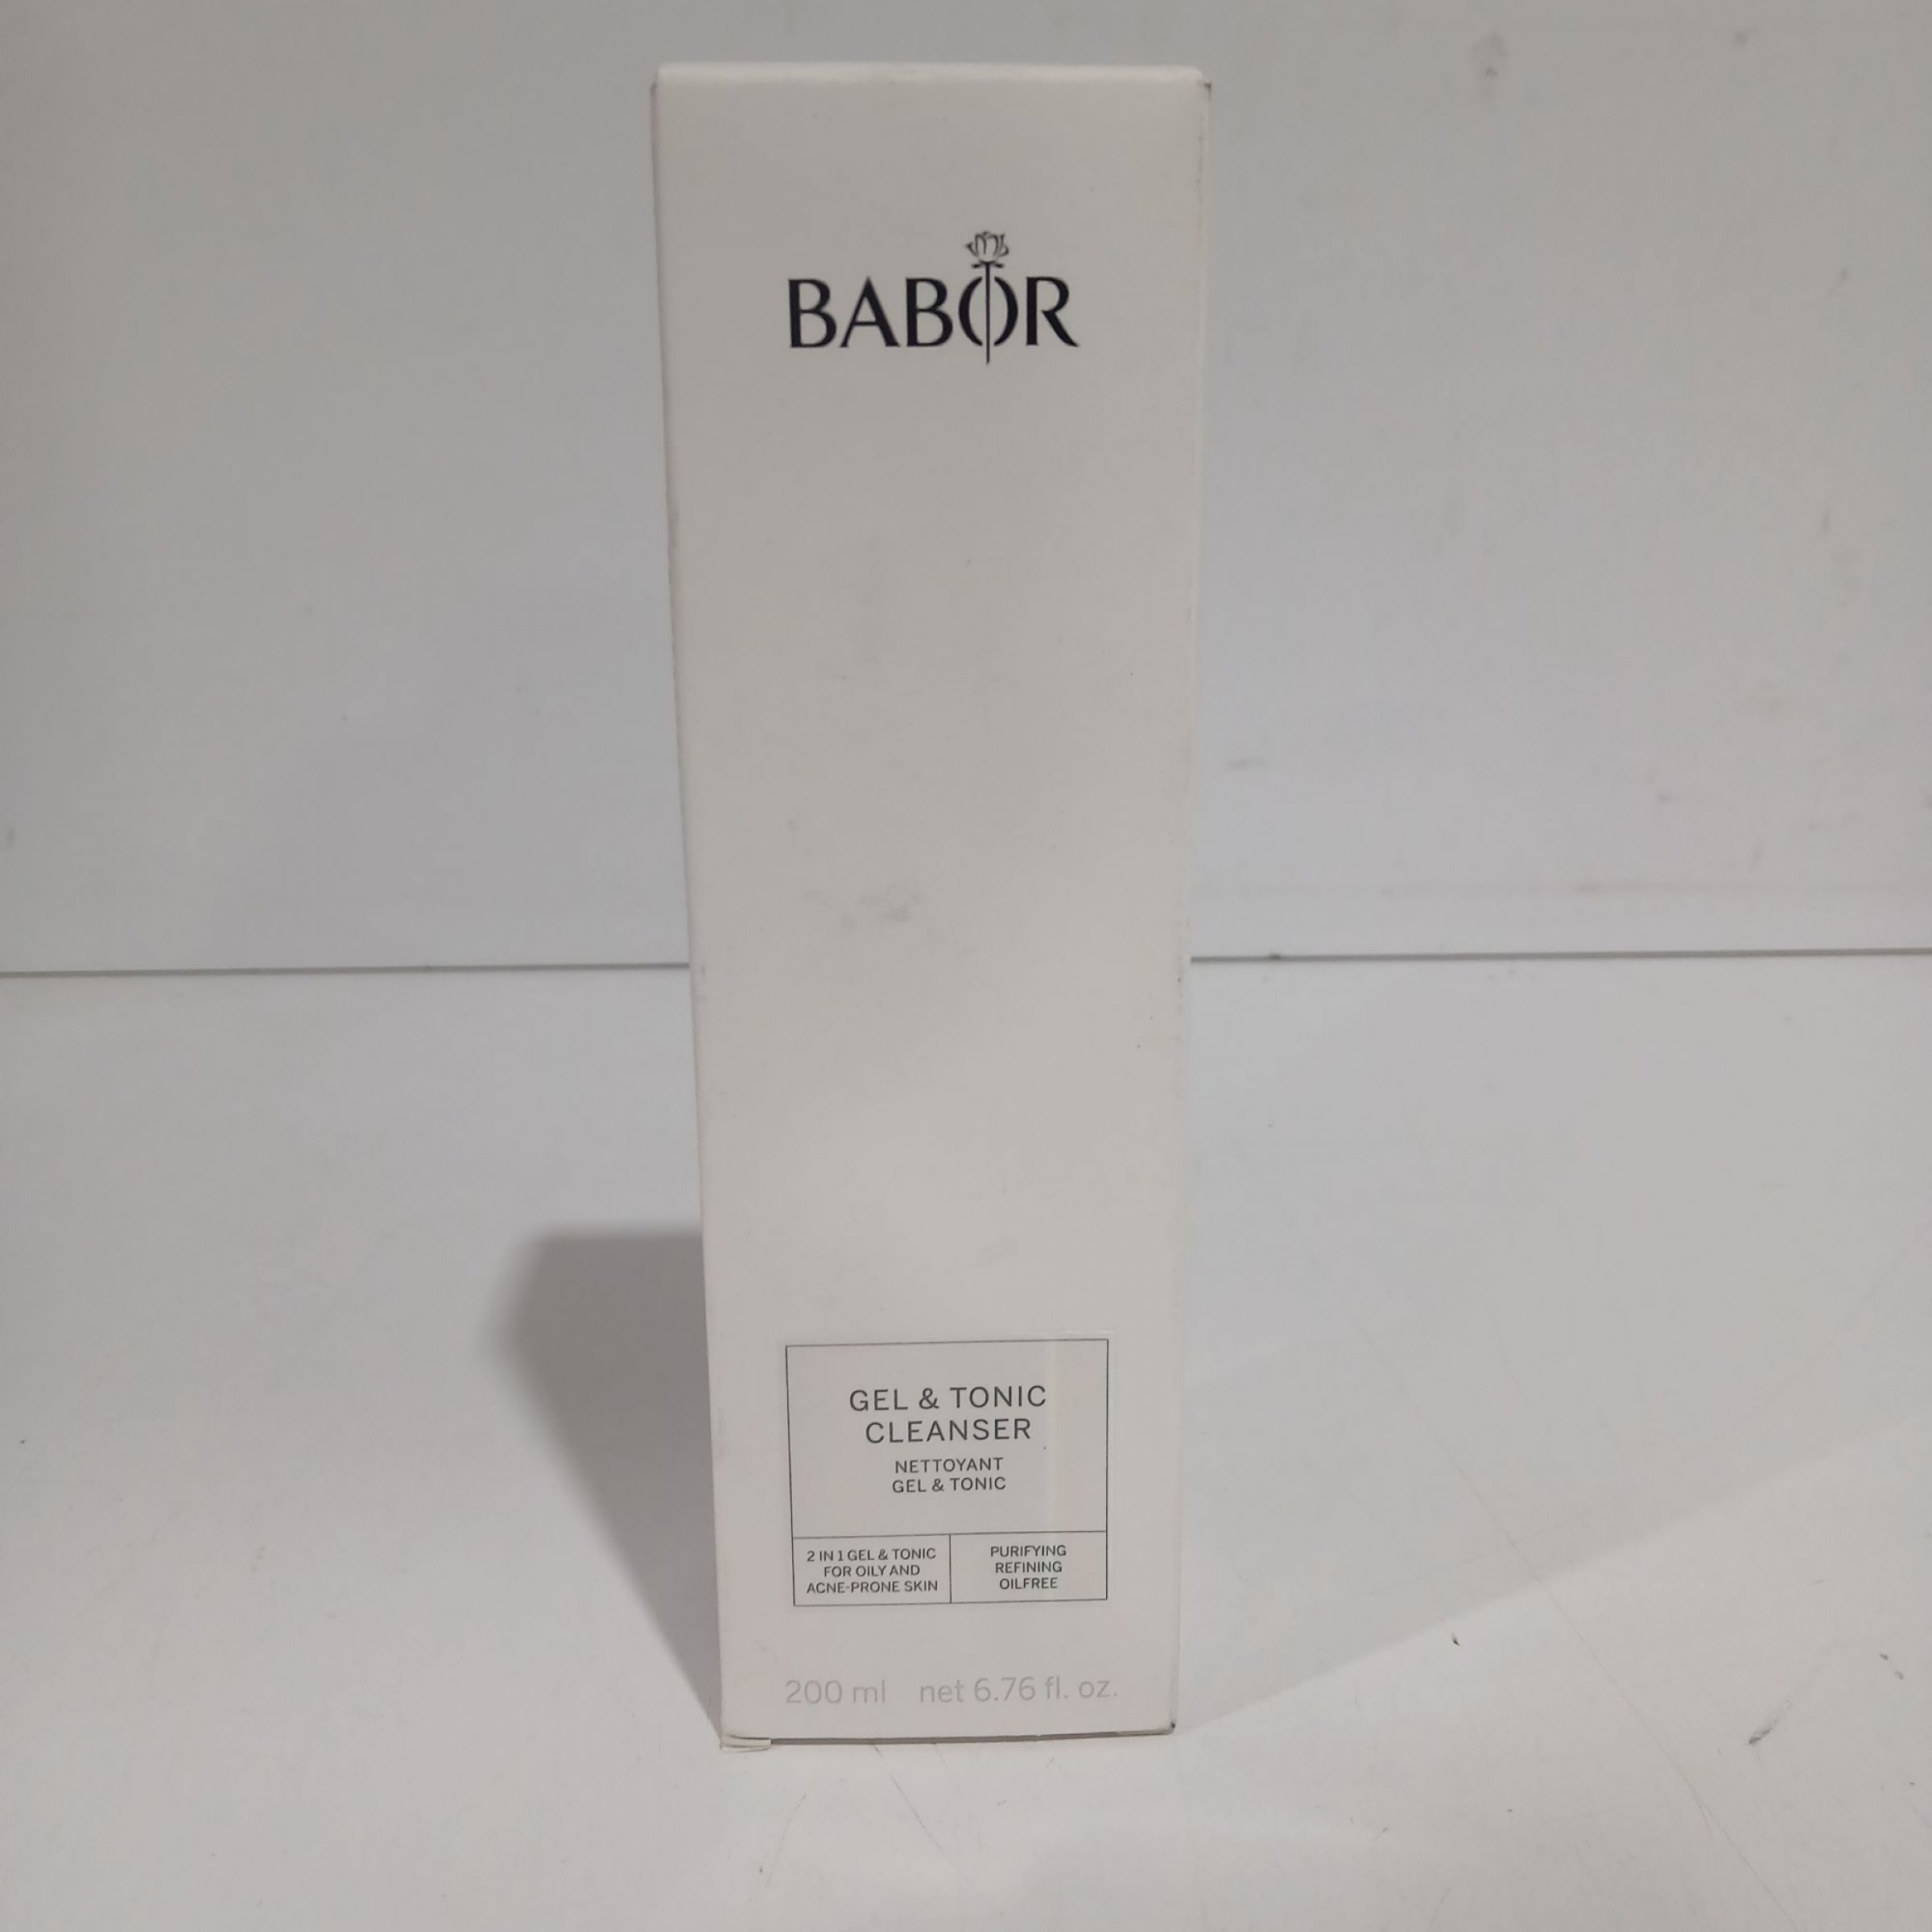 BABOR
GEL & TONIC
CLEANSER
NETTOYANT
GEL & TONIC
2 IN 1 GEL & TONIC
FOR OILY AND
ACNE-PRONE SKIN
PURIFYING
REFINING
OILFREE
200 ml net 6.76 fl. oz.